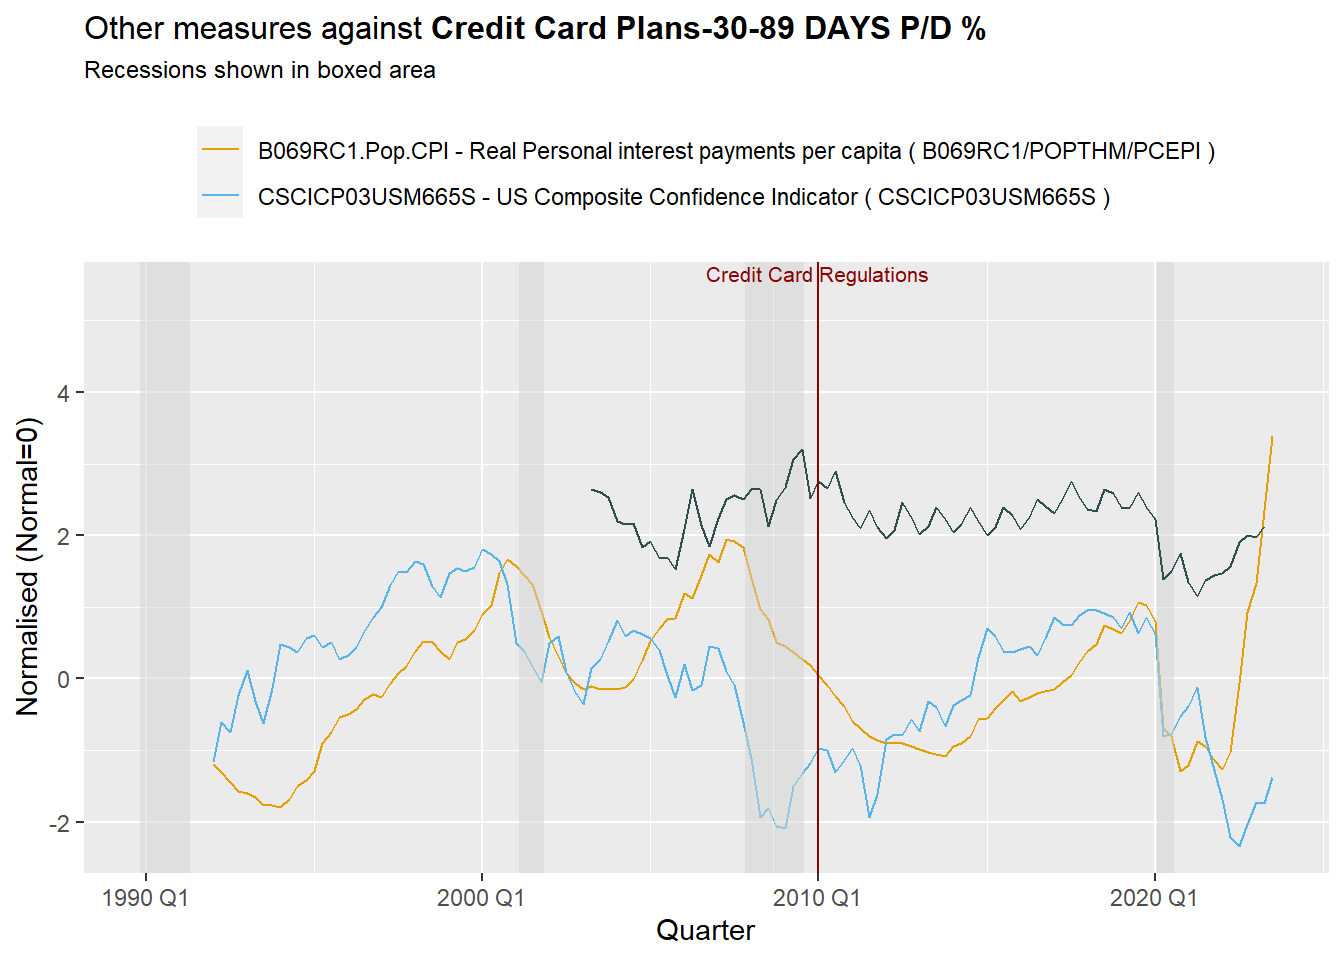 Other measures against Credit Card Plans-30-89 DAYS P/D %
Recessions shown in boxed area
B069RC1.Pop.CPI - Real Personal interest payments per capita ( B069RC1/POPTHM/PCEPI )
CSCICP03USM665S - US Composite Confidence Indicator ( CSCICP03USM665S )
Credit Card Regulations
Normalised (Normal=0)
4
2
0
-2
1990 Q1
2000 Q1
2010 Q1
2020 Q1
Quarter